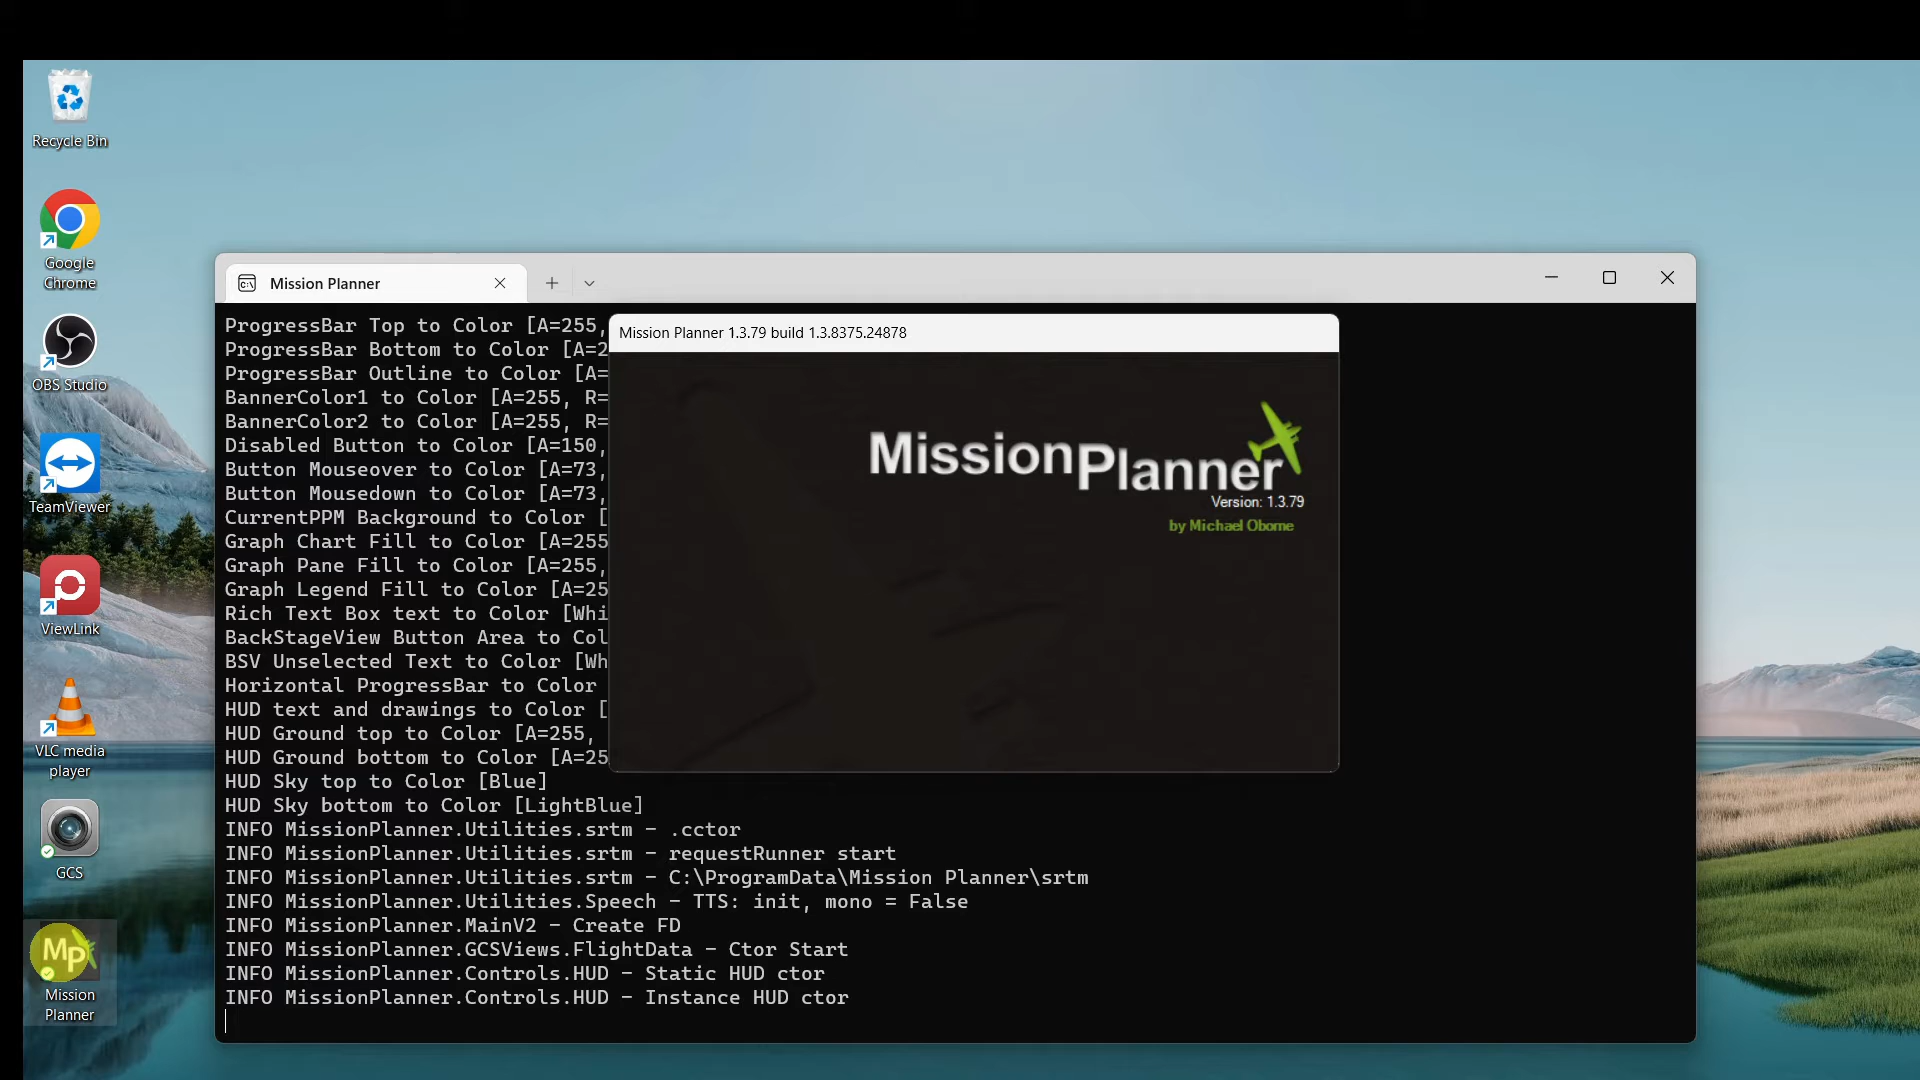 Recycle Bin
Google
Chrome
OBS Studio
TeamViewer
ViewLink
VLC media
player
GCS
Mp
Mission
Planner
Mission Planner
ProgressBar Top to Color [A=255,
ProgressBar Bottom to Color [A=2
ProgressBar Outline to Color [A=
BannerColor1 to Color [A=255, R=
BannerColor2 to Color [A=255, R=
Disabled Button to Color [A=150,
Button Mouseover to Color [A=73,
Button Mousedown to Color [A=73,
CurrentPPM Background to Color [
Graph Chart Fill to Color [A=255
Graph Pane Fill to Color [A=255,
Graph Legend Fill to Color [A=25
Rich Text Box text to Color [Whi
BackStageView Button Area to Col
BSV Unselected Text to Color [Wh
Horizontal ProgressBar to Color
HUD text and drawings to Color [
HUD Ground top to Color [A=255,
HUD Ground bottom to Color [A=25
HUD Sky top to Color [Blue]
HUD Sky bottom to Color [LightBlue]
INFO MissionPlanner.Utilities.srtm - .cctor
INFO MissionPlanner.Utilities.srtm - requestRunner start
INFO MissionPlanner.Utilities.srtm - C:\ProgramData\Mission Planner\srtm
INFO MissionPlanner.Utilities.Speech - TTS: init, mono = False
INFO MissionPlanner.MainV2 - Create FD
INFO MissionPlanner.GCSViews.FlightData - Ctor Start
INFO MissionPlanner.Controls.HUD - Static HUD ctor
INFO MissionPlanner.Controls.HUD - Instance HUD ctor
Mission Planner 1.3.79 build 1.3.8375.24878
MissionPlanner
Version: 1.3.79
by Michael Oborne